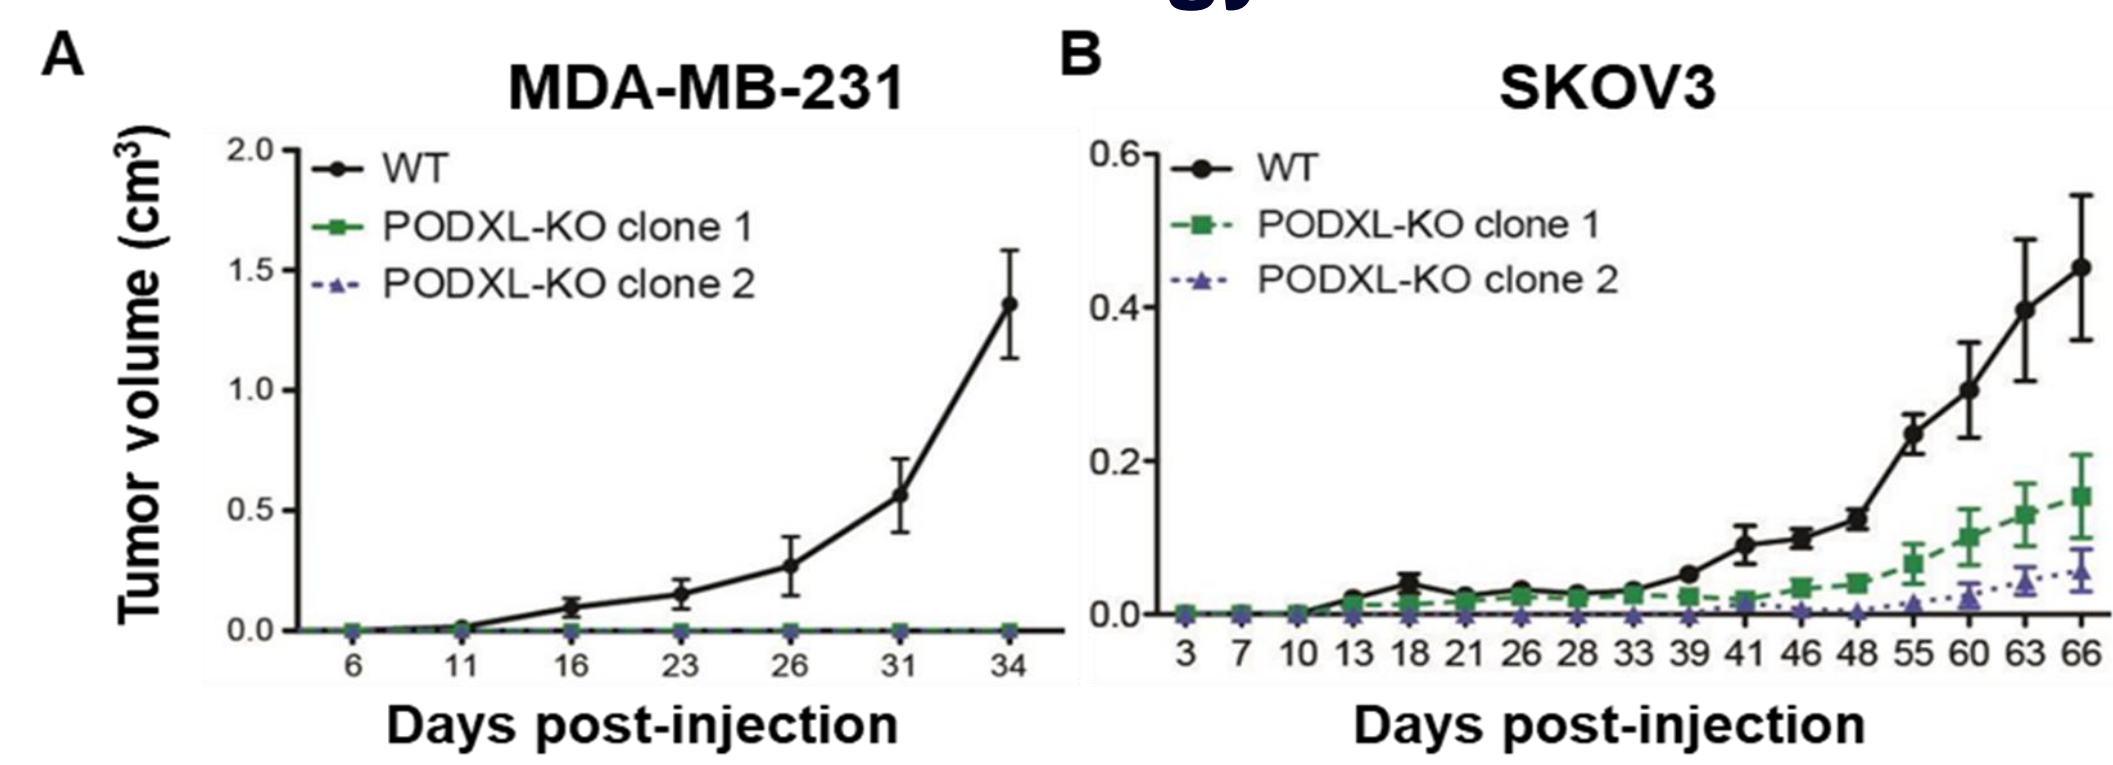 A
MDA-MB-231
Tumor volume (cm³)
2.0
1.5
1.0
0.5
0.0
WT
PODXL-KO clone 1
PODXL-KO clone 2
6 11 16 23 26 31 34
Days post-injection
B
SKOV3
0.6
0.4
0.2
0.0
WT
PODXL-KO clone 1
PODXL-KO clone 2
3 7 10 13 18 21 26 28 33 39 41 46 48 55 60 63 66
Days post-injection